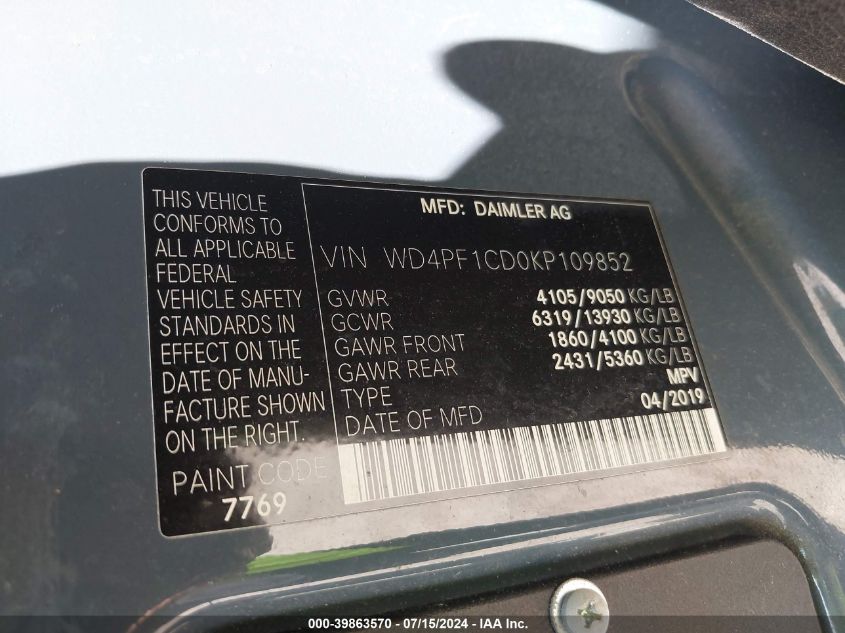 THIS VEHICLE
CONFORMS TO
ALL APPLICABLE
FEDERAL
VEHICLE SAFETY
STANDARDS IN
EFFECT ON THE
DATE OF MANU-
FACTURE SHOWN
ON THE RIGHT.
PAINT CODE
7769
MFD: DAIMLER AG
VIN WD4PF1CD0KP109852
GVWR 4105/9050 KG/LB
GCWR 6319/13930 KG/LB
GAWR FRONT 1860/4100 KG/LB
GAWR REAR 2431/5360 KG/LB
TYPE MPV
DATE OF MFD 04/2019
000-39863570 - 07/15/2024 - IAA Inc.